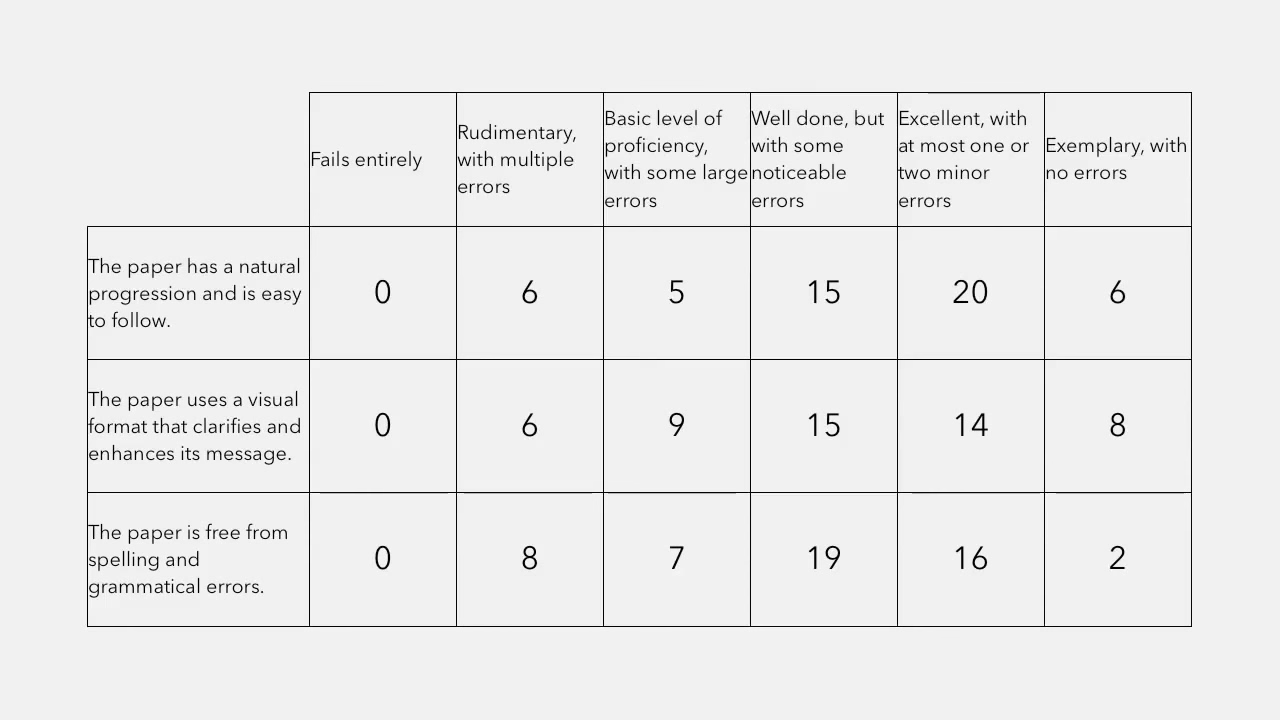 Fails entirely
Rudimentary,
with multiple
errors
Basic level of
proficiency,
with some large
errors
Well done, but
with some
noticeable
errors
Excellent, with
at most one or
two minor
errors
Exemplary, with
no errors
The paper has a natural
progression and is easy
to follow.
0
6
5
15
20
6
The paper uses a visual
format that clarifies and
enhances its message.
0
6
9
15
14
8
The paper is free from
spelling and
grammatical errors.
0
8
7
19
16
2